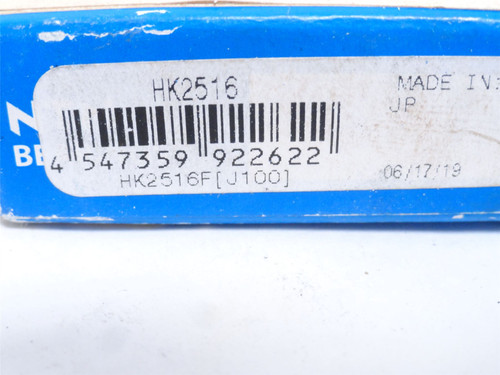 HK2516
MADE IN:
JP
4 547359 922622
HK2516F[J100]
06/17/19